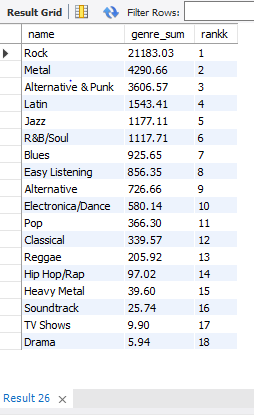 Result Grid Filter Rows:
name genre_sum rankk
Rock 21183.03 1
Metal 4290.66 2
Alternative & Punk 3606.57 3
Latin 1543.41 4
Jazz 1177.11 5
R&B/Soul 1117.71 6
Blues 925.65 7
Easy Listening 856.35 8
Alternative 726.66 9
Electronica/Dance 580.14 10
Pop 366.30 11
Classical 339.57 12
Reggae 205.92 13
Hip Hop/Rap 97.02 14
Heavy Metal 39.60 15
Soundtrack 25.74 16
TV Shows 9.90 17
Drama 5.94 18
Result 26 ×